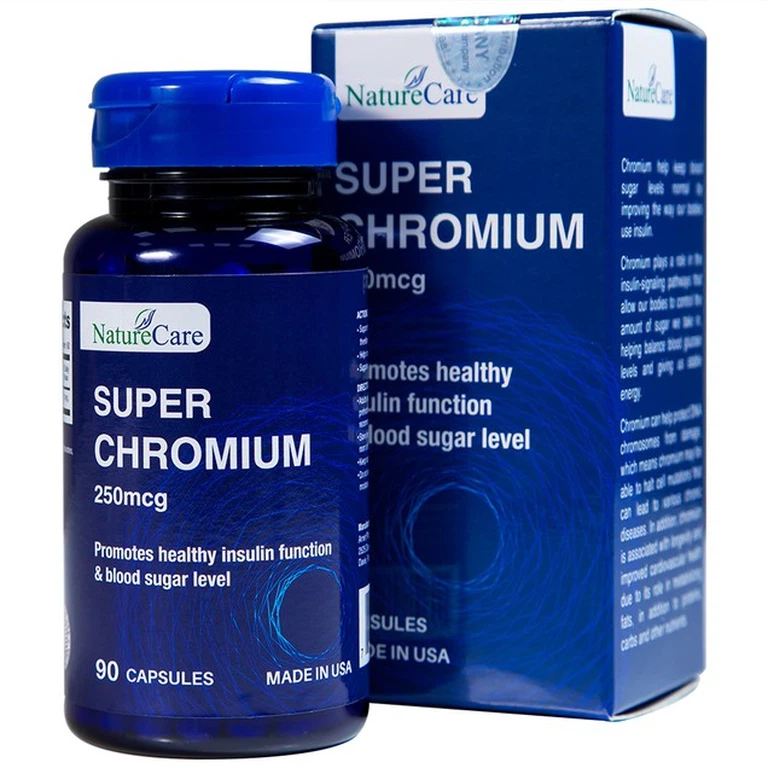 NatureCare
SUPER
CHROMIUM
250mcg
Promotes healthy insulin function
& blood sugar level
90 CAPSULES
MADE IN USA
NatureCare
SUPER
CHROMIUM
mcg
healthy
function
blood sugar level
IN USA
NatureCare
Chromium help keep blood
sugar levels normal by
improving the way our bodies
use insulin.
Chromium plays a role in the
insulin-signaling pathways that
allow our bodies to control the
amount of sugar we take in,
helping balance blood glucose
levels and giving us stable
energy.
Chromium can help protect DNA
chromosomes from damage,
which means chromium may be
able to halt cell mutations that
can lead to various chronic
diseases. In addition, chromium
is associated with longevity and
improved cardiovascular health
due to its role in metabolizing
fats, in addition to proteins,
carbs and other nutrients.